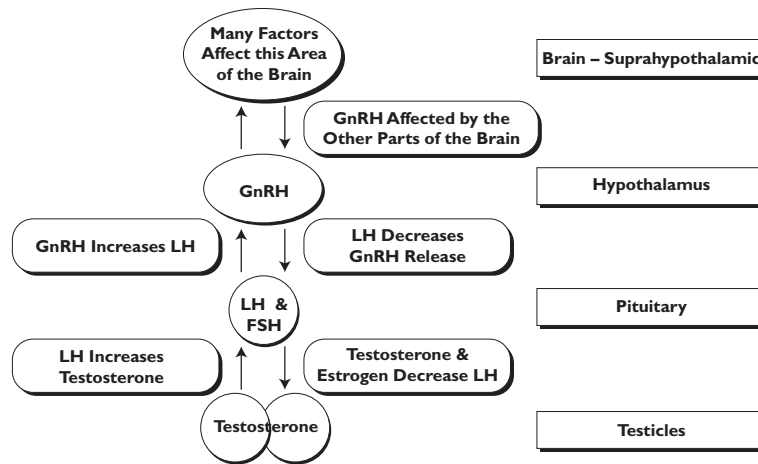 Many Factors
Affect this Area
of the Brain
Brain – Suprahypothalamic
GnRH Affected by the
Other Parts of the Brain
GnRH
Hypothalamus
GnRH Increases LH
LH Decreases
GnRH Release
LH &
FSH
Pituitary
LH Increases
Testosterone
Testosterone &
Estrogen Decrease LH
Testosterone
Testicles